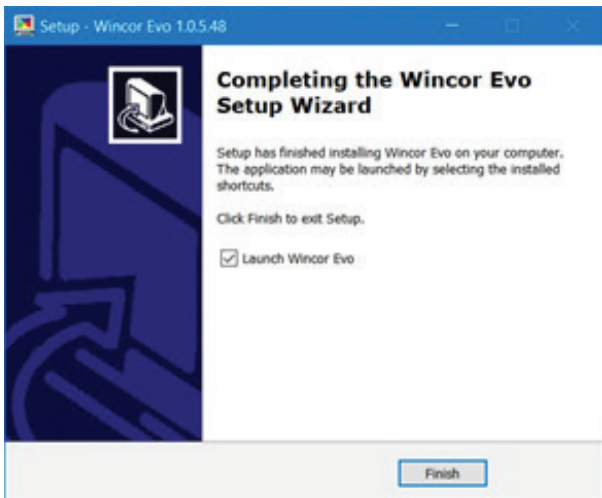 Setup - Wincor Evo 1.0.5.48
Completing the Wincor Evo
Setup Wizard
Setup has finished installing Wincor Evo on your computer.
The application may be launched by selecting the installed
shortcuts.
Click Finish to exit Setup.
Launch Wincor Evo
Finish